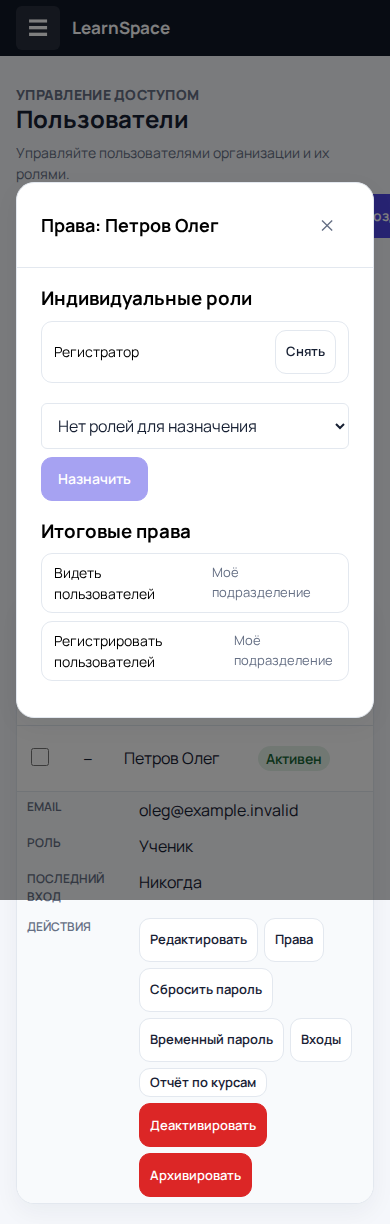 ☰ LearnSpace
УПРАВЛЕНИЕ ДОСТУПОМ
Пользователи
Управляйте пользователями организации и их
ролями.
Права: Петров Олег
Индивидуальные роли
Регистратор
Снять
Нет ролей для назначения
Назначить
Итоговые права
Видеть
пользователей
Моё
подразделение
Регистрировать
пользователей
Моё
подразделение
– Петров Олег Активен
EMAIL oleg@example.invalid
РОЛЬ Ученик
ПОСЛЕДНИЙ
ВХОД
Никогда
ДЕЙСТВИЯ
Редактировать Права
Сбросить пароль
Временный пароль Входы
Отчёт по курсам
Деактивировать
Архивировать